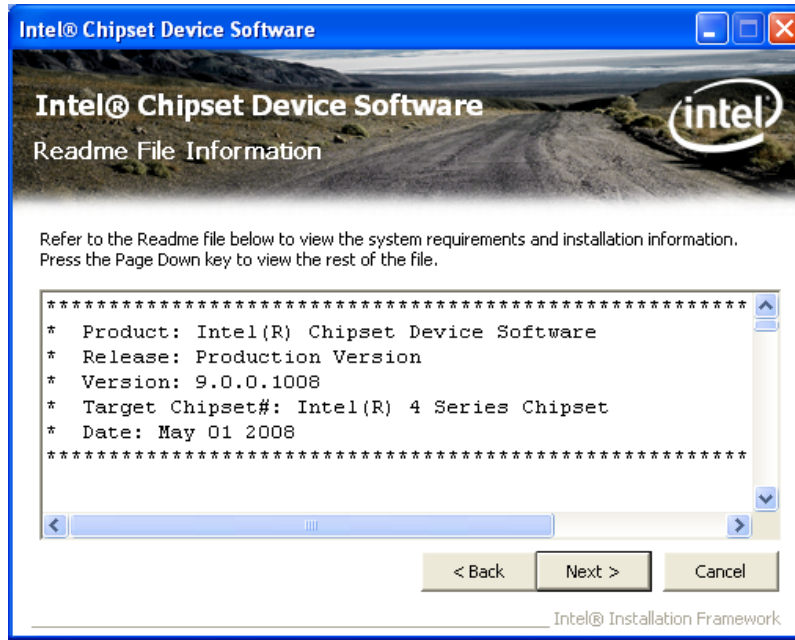 Intel® Chipset Device Software
Intel® Chipset Device Software
intel
Readme File Information
Refer to the Readme file below to view the system requirements and installation information.
Press the Page Down key to view the rest of the file.
********************************************************
*  Product: Intel(R) Chipset Device Software
*  Release: Production Version
*  Version: 9.0.0.1008
*  Target Chipset#: Intel(R) 4 Series Chipset
*  Date: May 01 2008
********************************************************
< Back
Next >
Cancel
Intel® Installation Framework